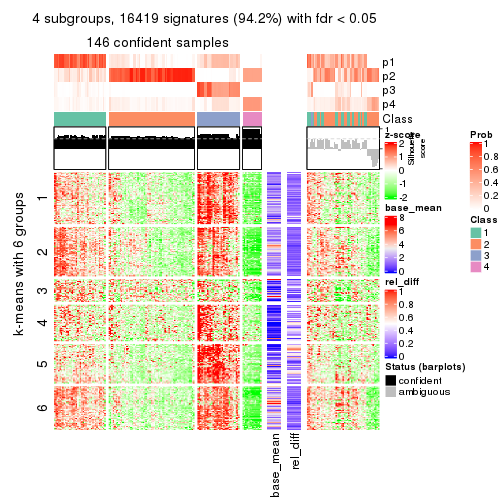 4 subgroups, 16419 signatures (94.2%) with fdr < 0.05
146 confident samples
p1
p2
p3
p4
Class
1
Silhouette
score
k-means with 6 groups
1
2
3
4
5
6
base_mean
rel_diff
z-score
2
1
0
-1
-2
base_mean
8
6
4
2
0
rel_diff
1
0.8
0.6
0.4
0.2
0
Status (barplots)
confident
ambiguous
Prob
1
0.8
0.6
0.4
0.2
0
Class
1
2
3
4